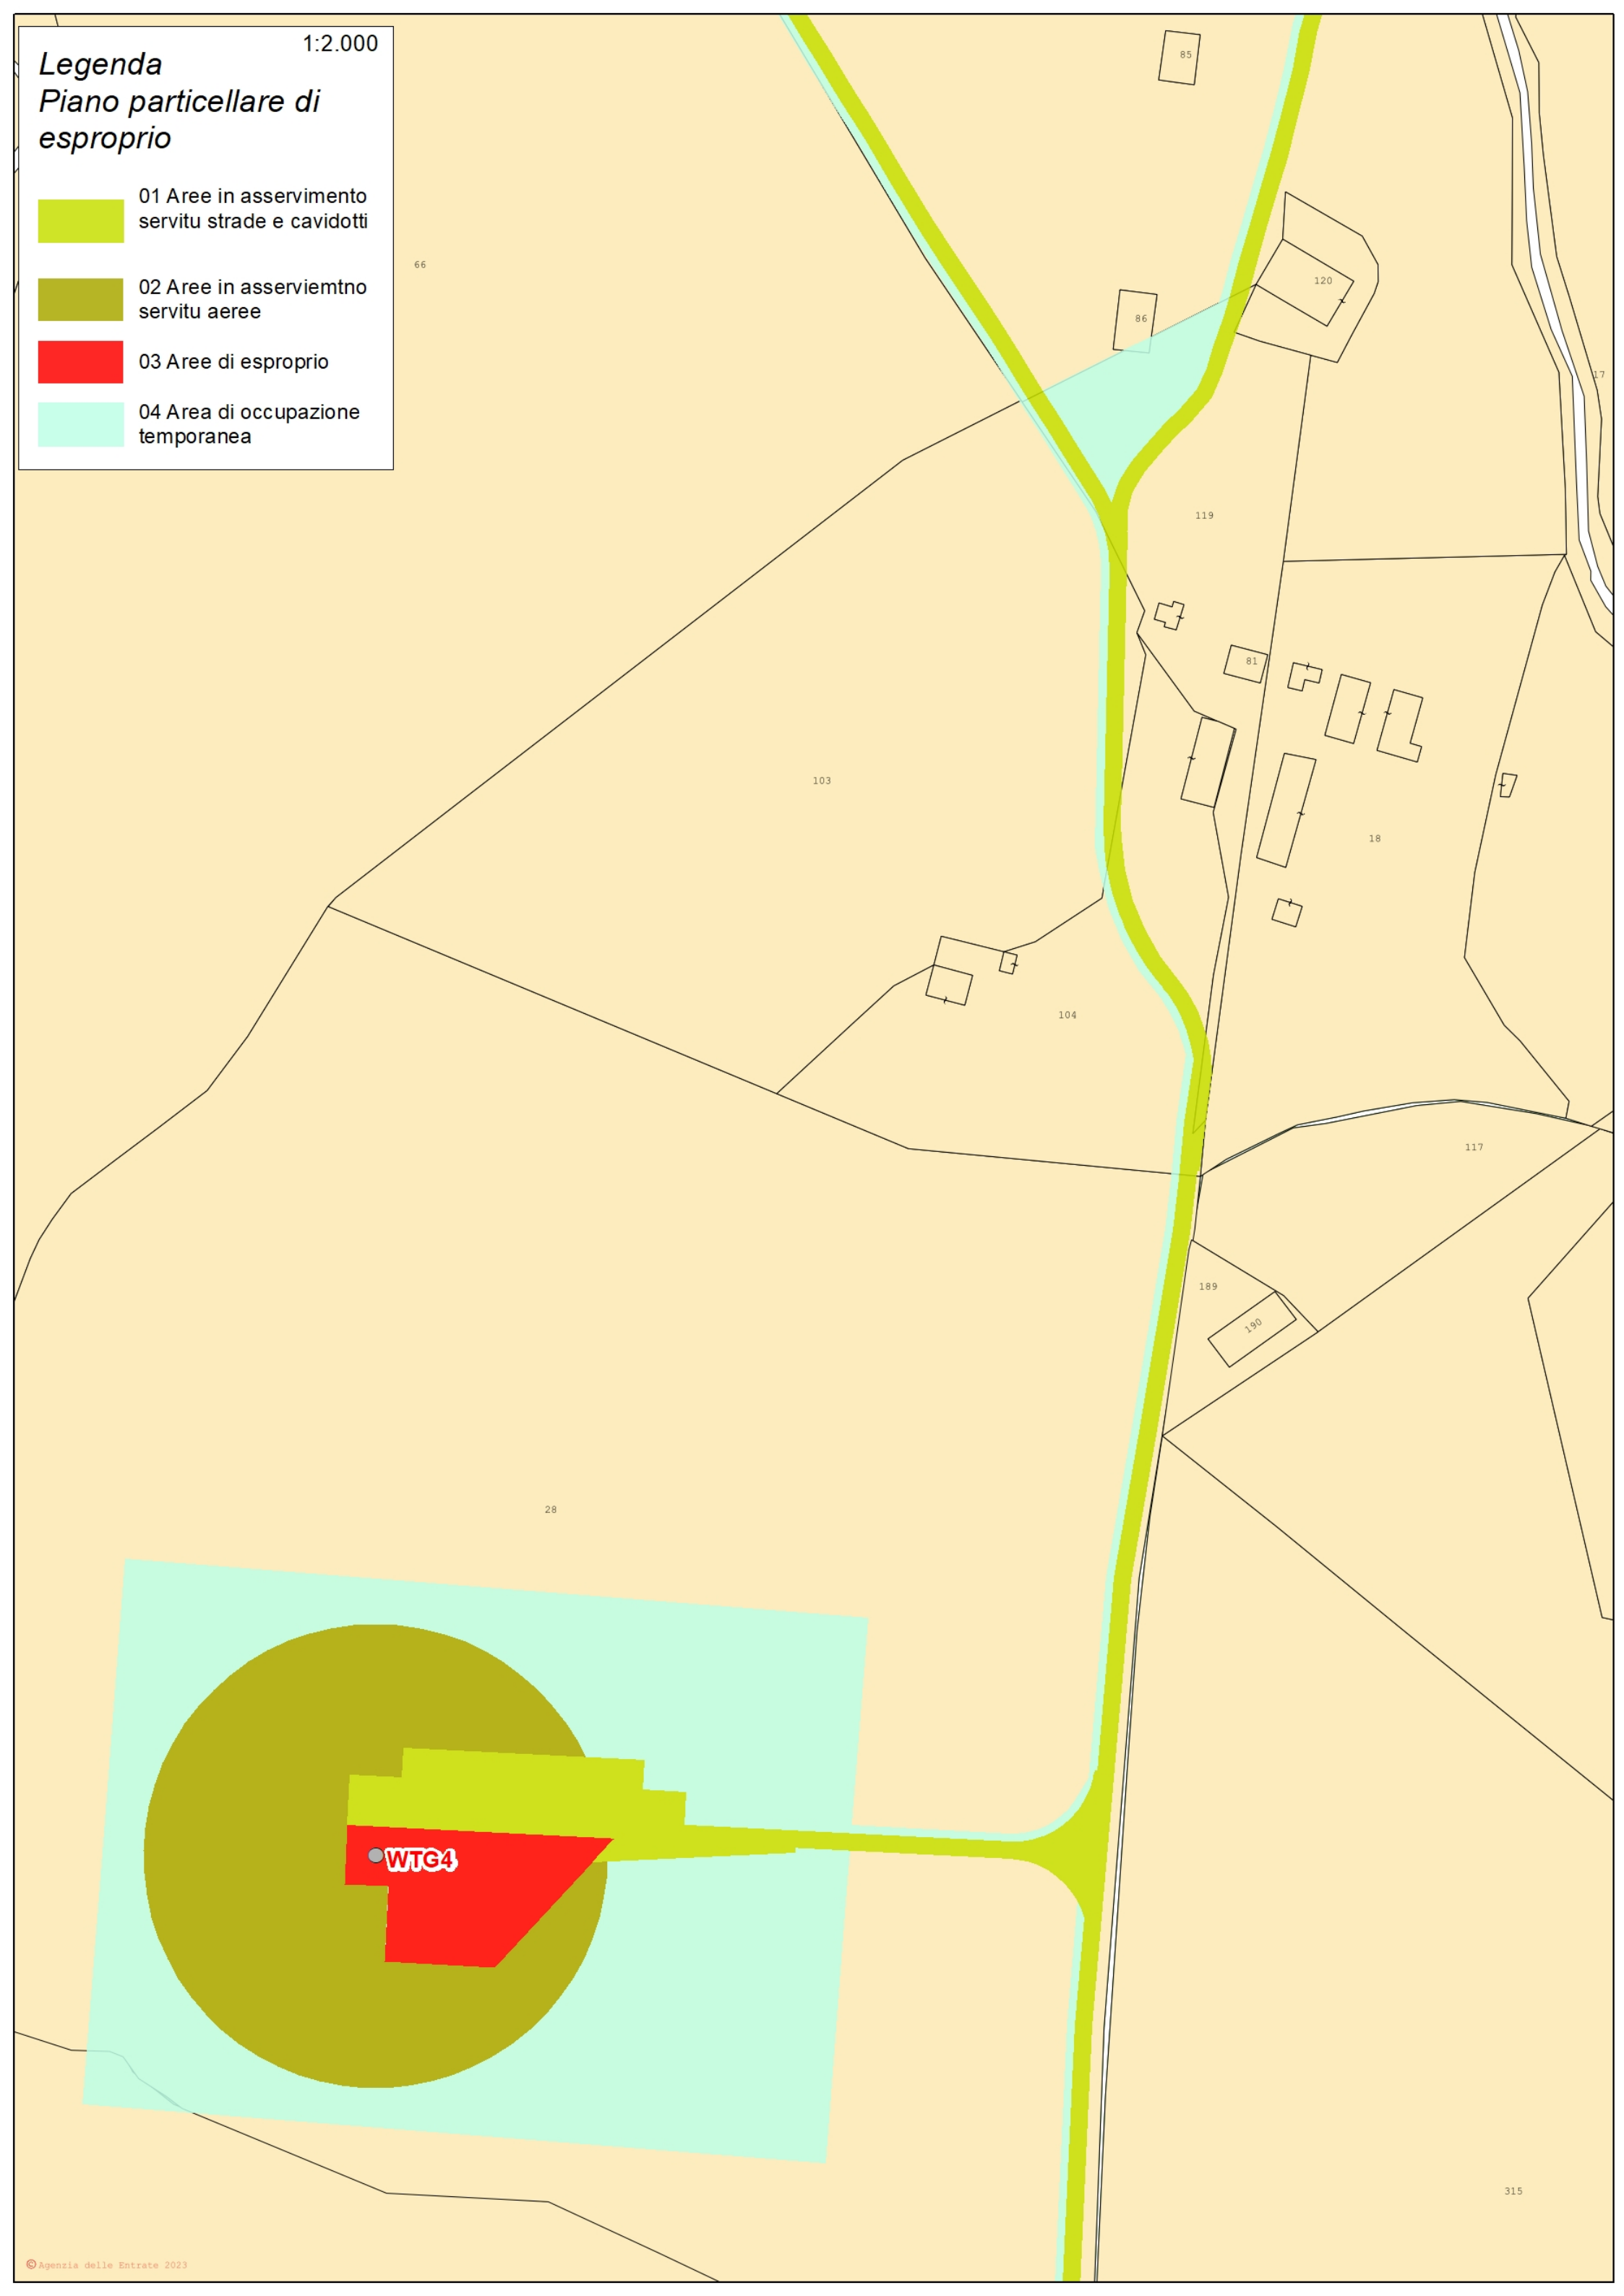 1:2.000
Legenda
Piano particellare di
esproprio
01 Aree in asservimento
servitu strade e cavidotti
02 Aree in asserviemtno
servitu aeree
03 Aree di esproprio
04 Area di occupazione
temporanea
85
66
120
86
17
119
81
103
18
104
117
189
190
28
WTG4
315
© Agenzia delle Entrate 2023